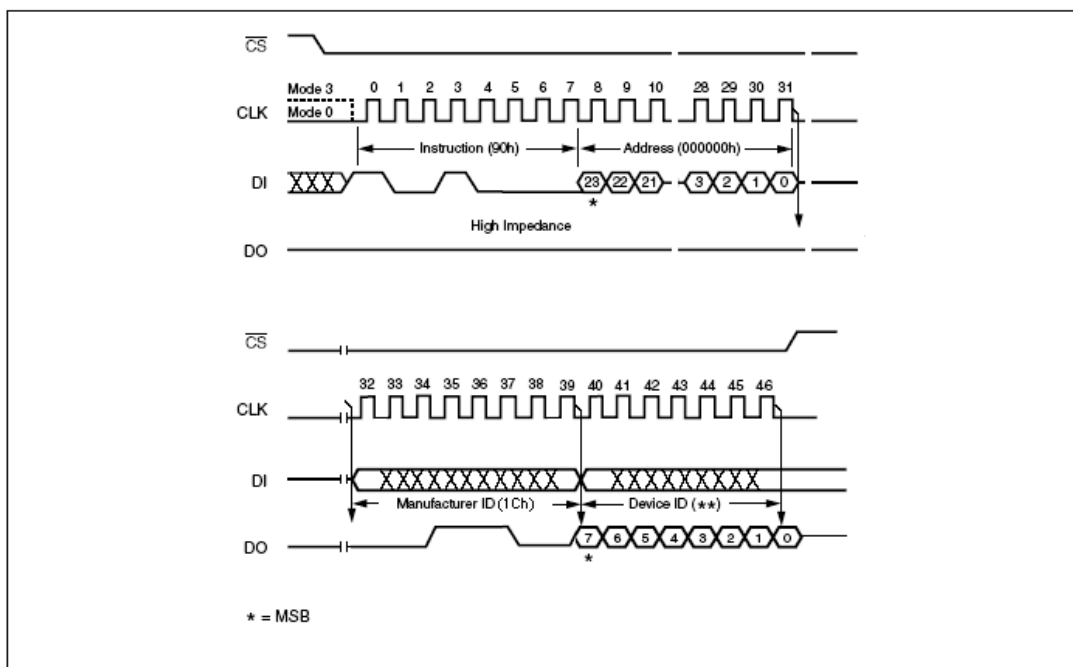 CS
Mode 3
0 1 2 3 4 5 6 7 8 9 10 28 29 30 31
CLK
Mode 0
Instruction (90h)
Address (000000h)
DI
23 22 21 3 2 1 0
*
High Impedance
DO
CS
32 33 34 35 36 37 38 39 40 41 42 43 44 45 46
CLK
DI
Manufacturer ID (1Ch)
Device ID (**)
DO
7 6 5 4 3 2 1 0
*
* = MSB